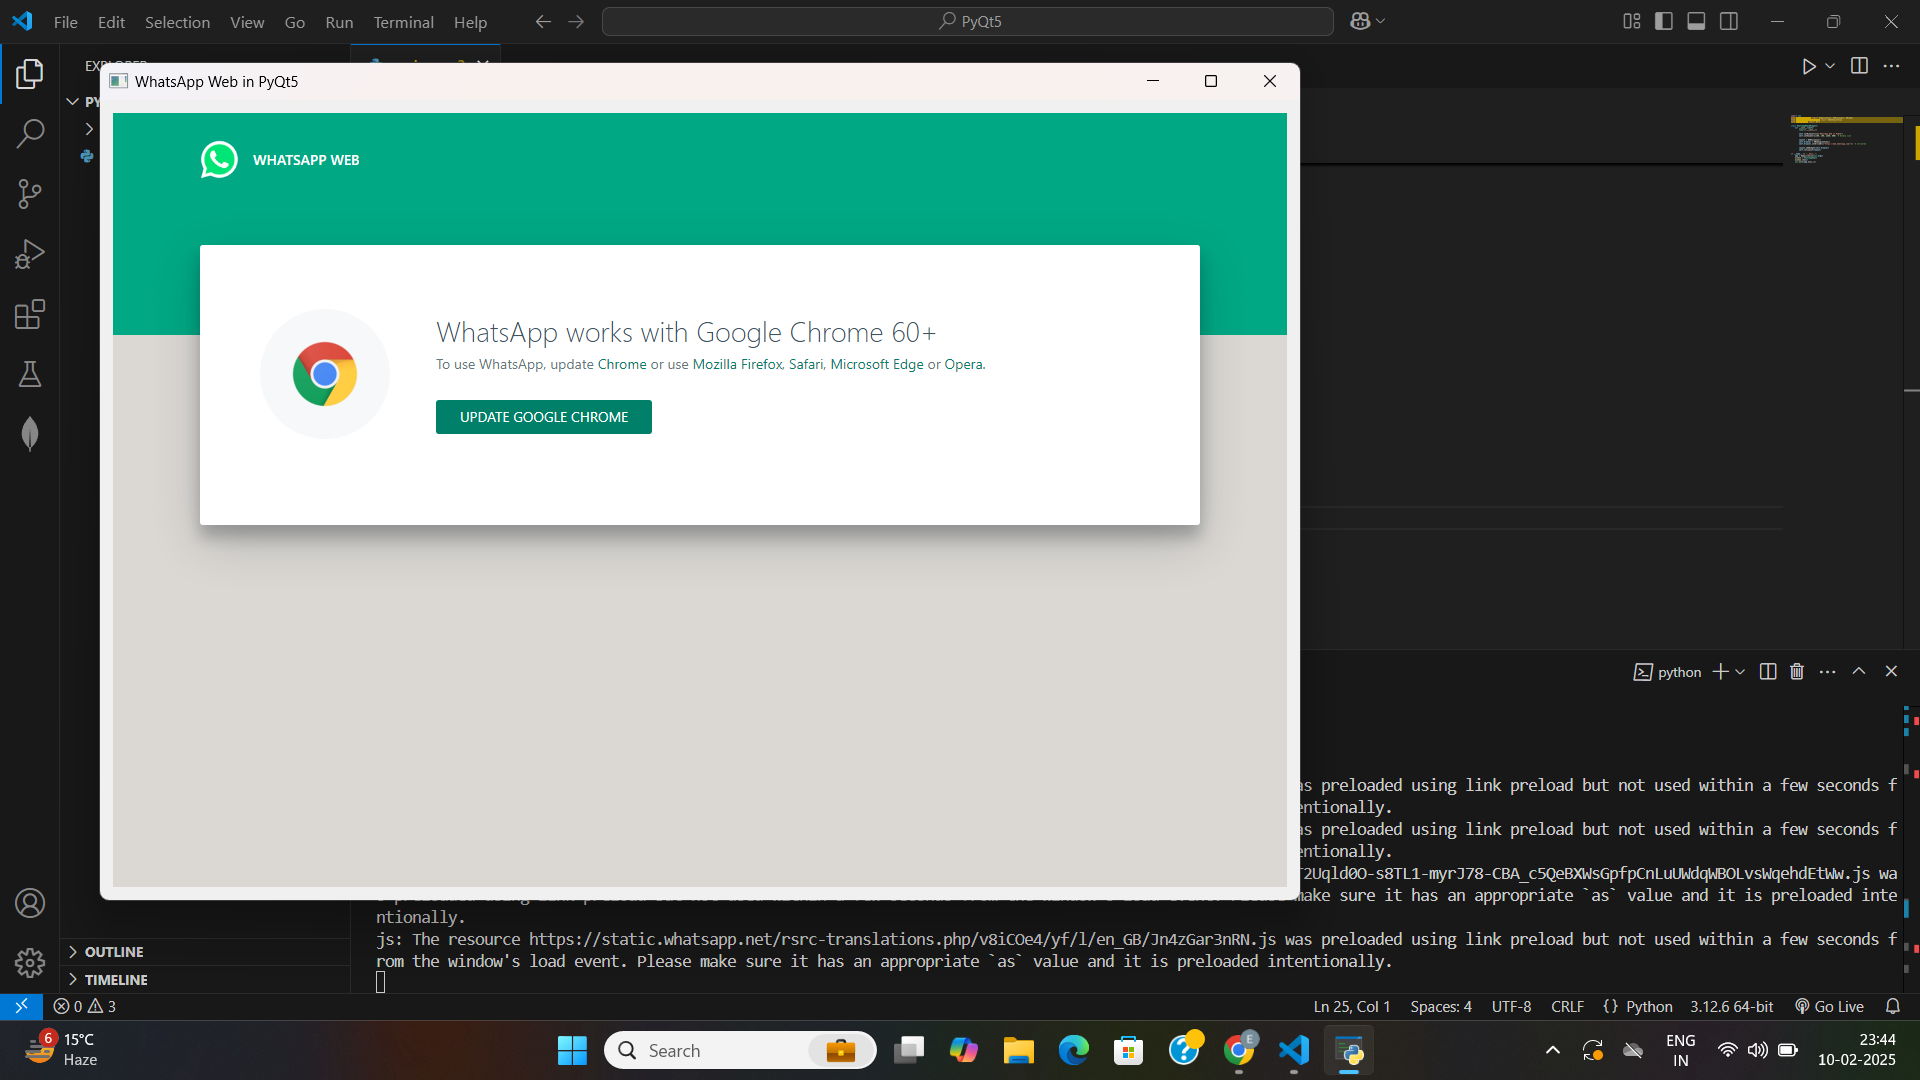 File Edit Selection View Go Run Terminal Help
PyQt5
WhatsApp Web in PyQt5
PY
WHATSAPP WEB
WhatsApp works with Google Chrome 60+
To use WhatsApp, update Chrome or use Mozilla Firefox, Safari, Microsoft Edge or Opera.
UPDATE GOOGLE CHROME
python
s preloaded using link preload but not used within a few seconds f
entionally.
as preloaded using link preload but not used within a few seconds f
entionally.
2Uqld0O-s8TL1-myrJ78-CBA_c5QeBXWsGpfpCnLuUWdqWBOLvsWqehdEtWw.js wa
make sure it has an appropriate `as` value and it is preloaded inte
ntionally.
js: The resource https://static.whatsapp.net/rsrc-translations.php/v8iCOe4/yf/l/en_GB/Jn4zGar3nRN.js was preloaded using link preload but not used within a few seconds f
rom the window's load event. Please make sure it has an appropriate `as` value and it is preloaded intentionally.
OUTLINE
TIMELINE
0 3
Ln 25, Col 1 Spaces: 4 UTF-8 CRLF {} Python 3.12.6 64-bit Go Live
6
15°C
Haze
Search
E
ENG
IN
23:44
10-02-2025